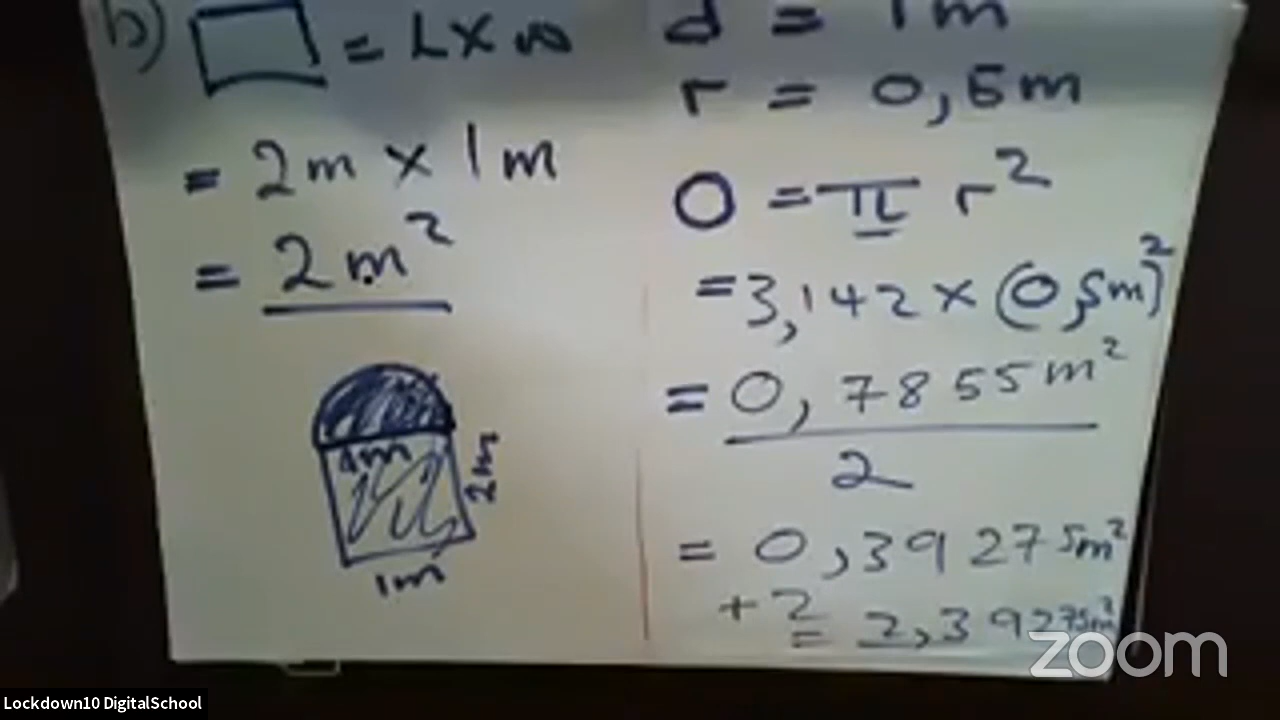 b) = L x w
= 2m x 1m
= 2m²
1m
2m
1m
d = 1m
r = 0,5m
O = π r²
= 3,142 x (0,5m)²
= 0,7855m²
2
= 0,39275m²
+ 2
= 2,39275m²
zoom
Lockdown10 DigitalSchool